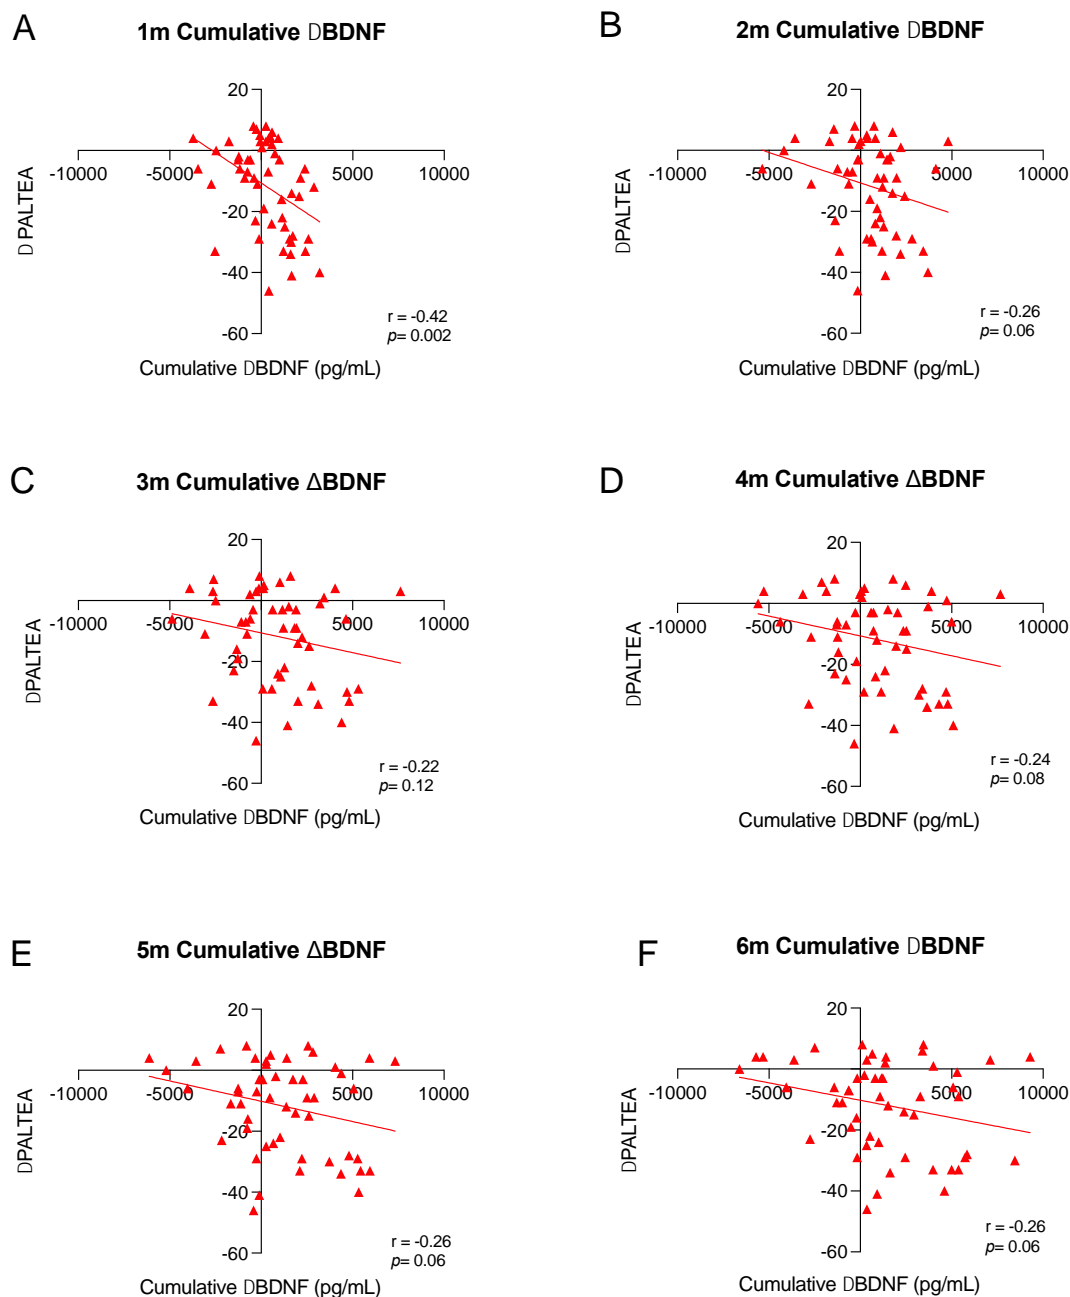 A
1m Cumulative DBDNF
20
-10000 -5000 5000 10000
-20
-40
-60
D PALTEA
r = -0.42
p= 0.002
Cumulative DBDNF (pg/mL)
B
2m Cumulative DBDNF
20
-10000 -5000 5000 10000
-20
-40
-60
DPALTEA
r = -0.26
p= 0.06
Cumulative DBDNF (pg/mL)
C
3m Cumulative ΔBDNF
20
-10000 -5000 5000 10000
-20
-40
-60
DPALTEA
r = -0.22
p= 0.12
Cumulative DBDNF (pg/mL)
D
4m Cumulative ΔBDNF
20
-10000 -5000 5000 10000
-20
-40
-60
DPALTEA
r = -0.24
p= 0.08
Cumulative DBDNF (pg/mL)
E
5m Cumulative ΔBDNF
20
-10000 -5000 5000 10000
-20
-40
-60
DPALTEA
r = -0.26
p= 0.06
Cumulative DBDNF (pg/mL)
F
6m Cumulative DBDNF
20
-10000 -5000 5000 10000
-20
-40
-60
DPALTEA
r = -0.26
p= 0.06
Cumulative DBDNF (pg/mL)